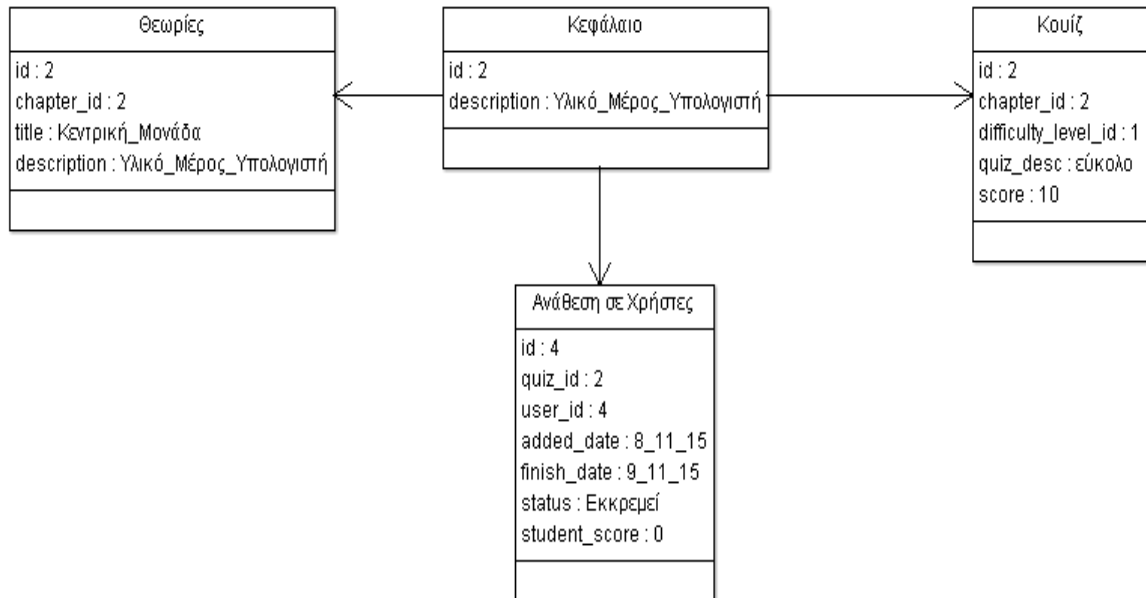 Θεωρίες
id : 2
chapter_id : 2
title : Κεντρική_Μονάδα
description : Υλικό_Μέρος_Υπολογιστή
Κεφάλαιο
id : 2
description : Υλικό_Μέρος_Υπολογιστή
Κουίζ
id : 2
chapter_id : 2
difficulty_level_id : 1
quiz_desc : εύκολο
score : 10
Ανάθεση σε Χρήστες
id : 4
quiz_id : 2
user_id : 4
added_date : 8_11_15
finish_date : 9_11_15
status : Εκκρεμεί
student_score : 0